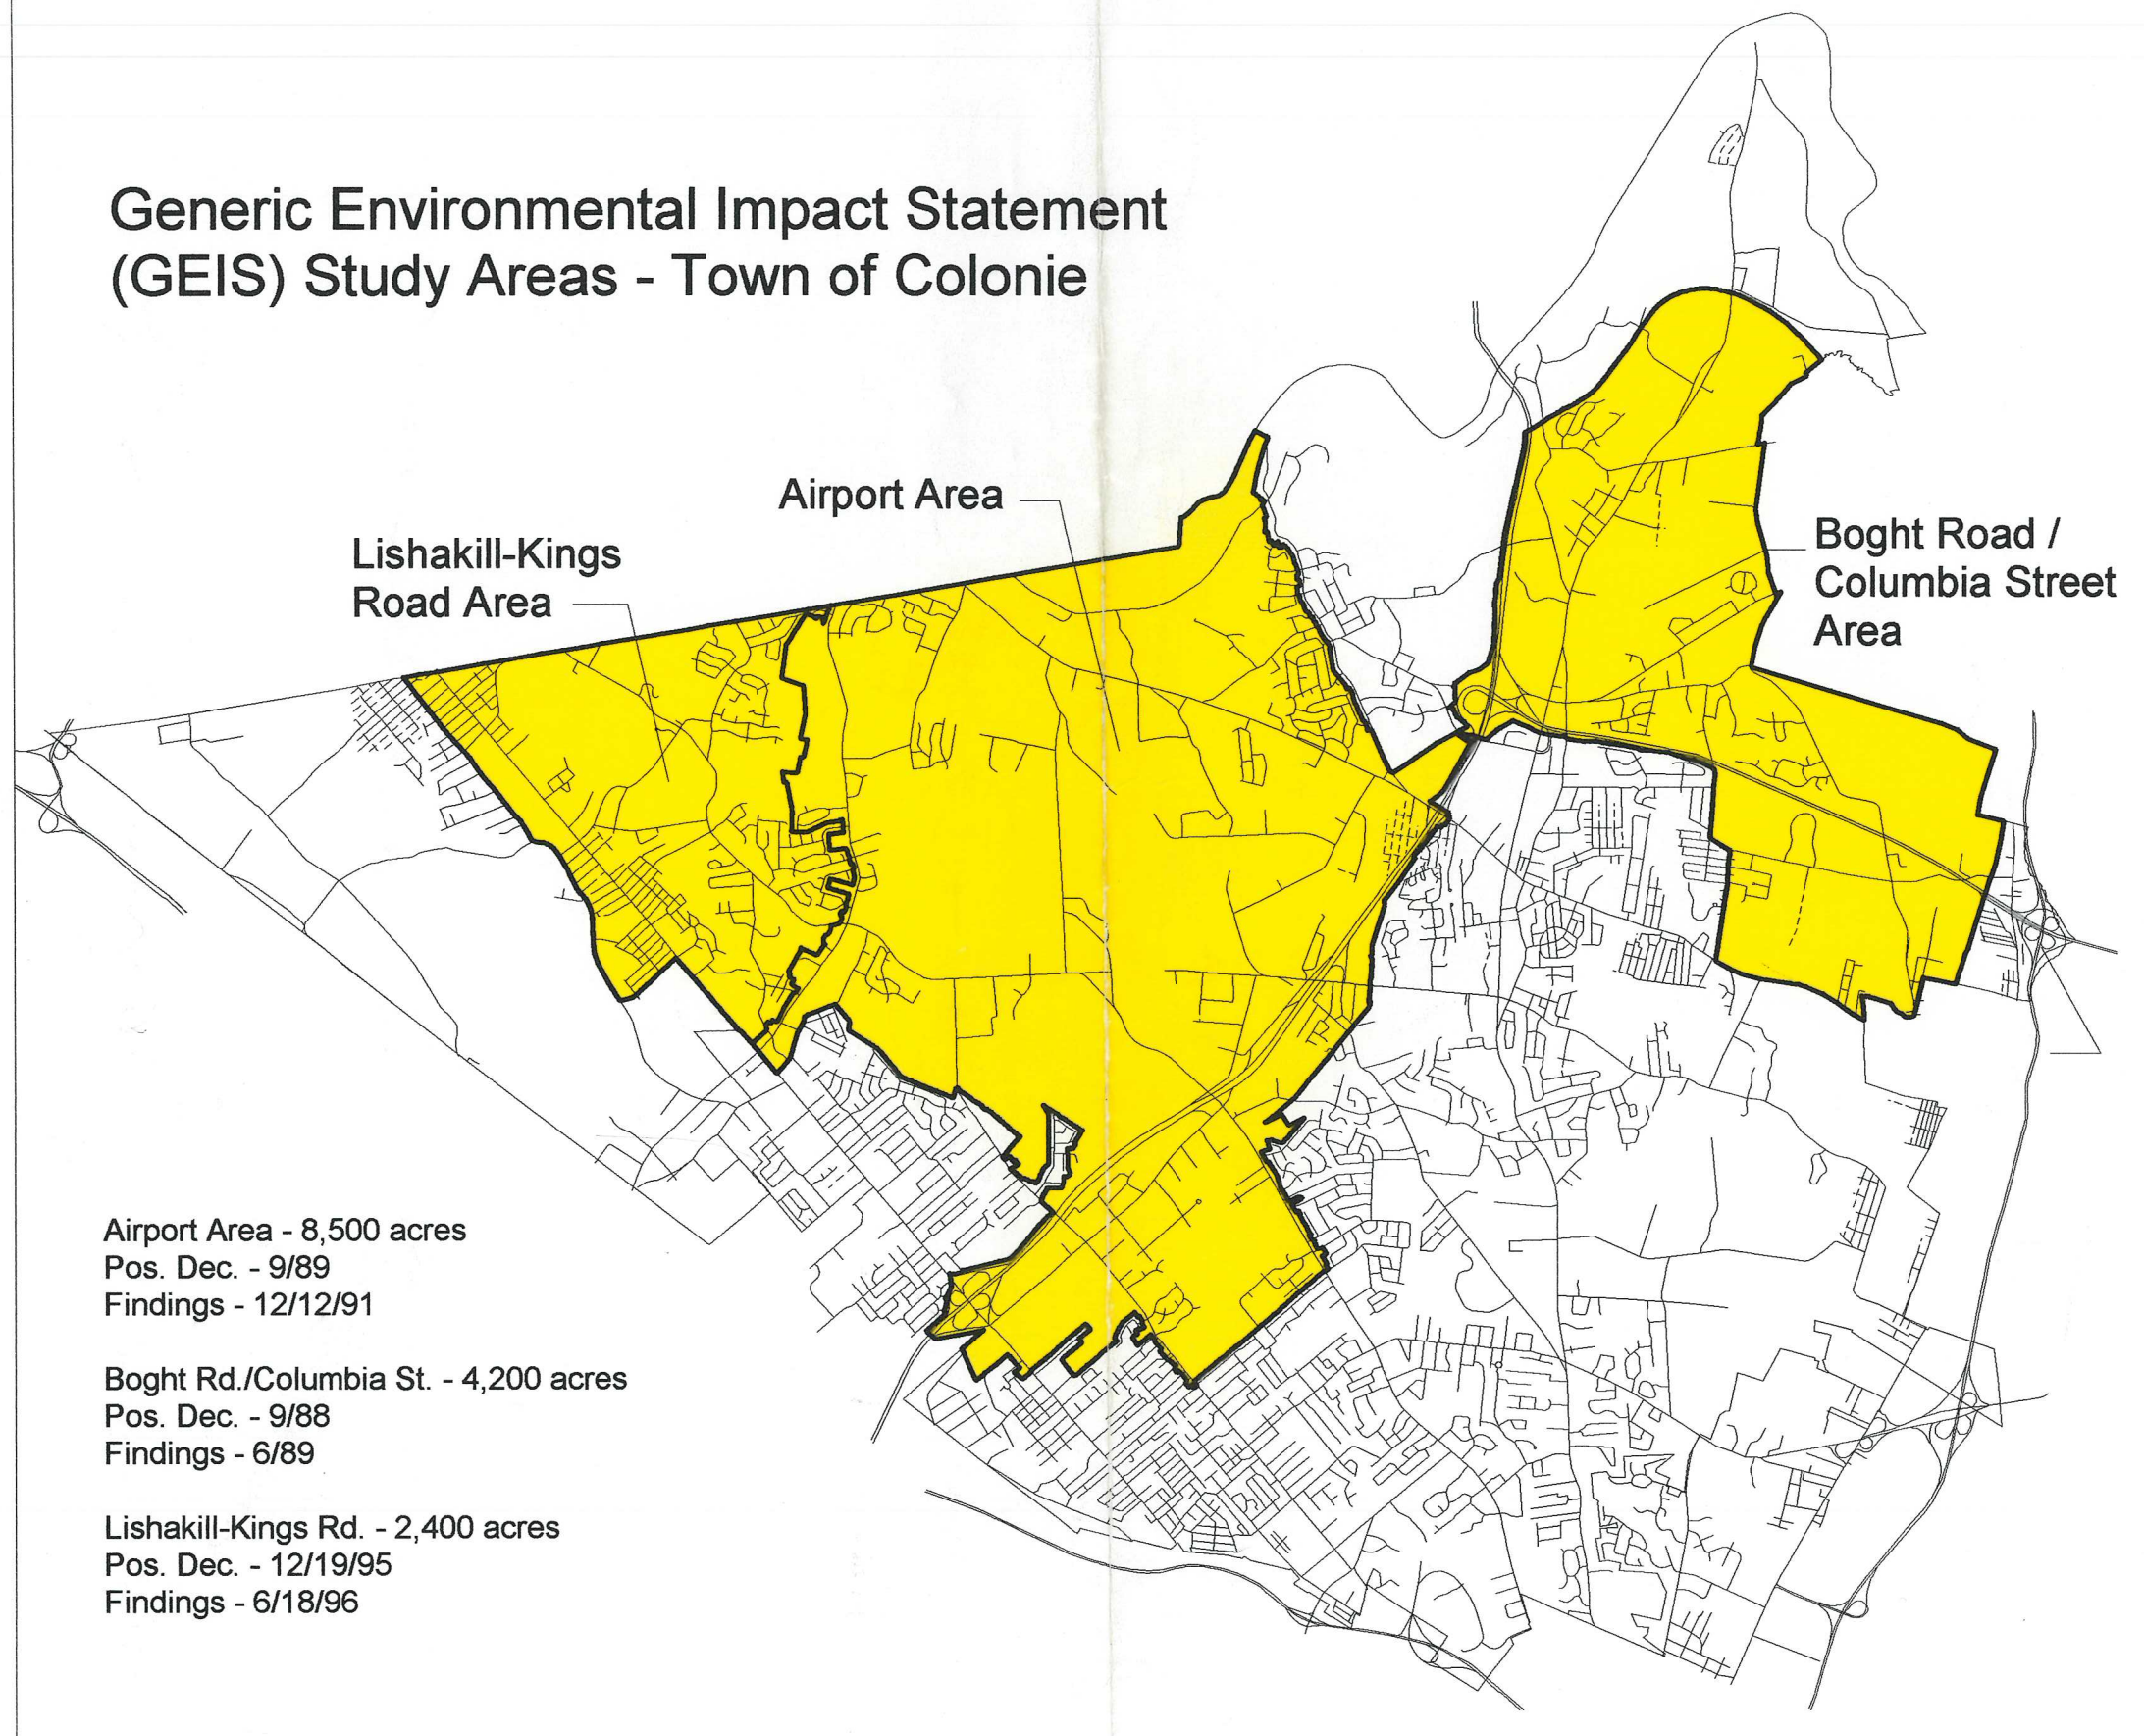 Generic Environmental Impact Statement
(GEIS) Study Areas - Town of Colonie
Airport Area
Lishakill-Kings
Road Area
Boght Road /
Columbia Street
Area
Airport Area - 8,500 acres
Pos. Dec. - 9/89
Findings - 12/12/91
Boght Rd./Columbia St. - 4,200 acres
Pos. Dec. - 9/88
Findings - 6/89
Lishakill-Kings Rd. - 2,400 acres
Pos. Dec. - 12/19/95
Findings - 6/18/96